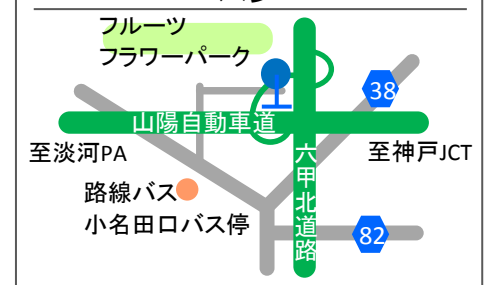 フルーツ
フラワーパーク
38
山陽自動車道
至淡河PA
六甲北道路
至神戸JCT
路線バス
小名田口バス停
82